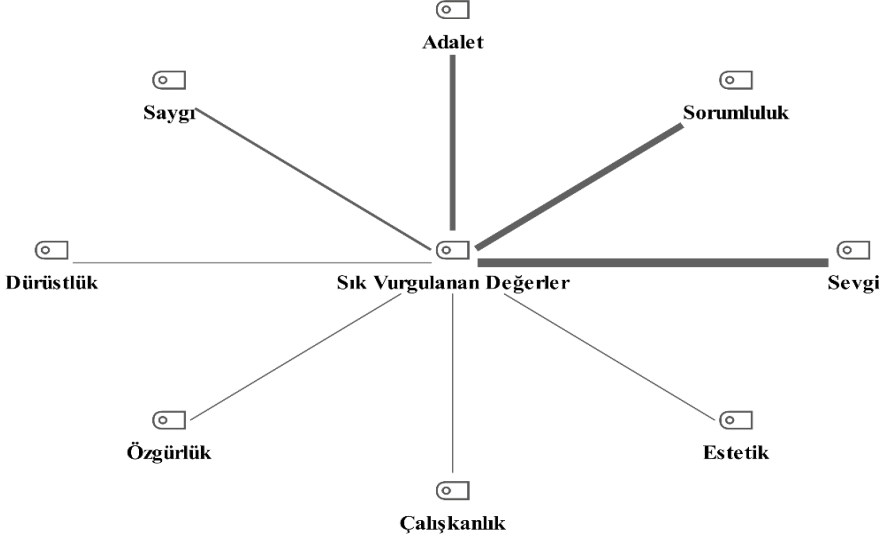 Adalet
Saygı
Sorumluluk
Dürüstlük
Sık Vurgulanan Değerler
Sevgi
Özgürlük
Estetik
Çalışkanlık